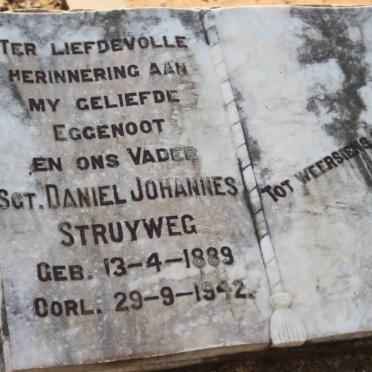 TER LIEFDEVOLLE
HERINNERING AAN
MY GELIEFDE
EGGENOOT
EN ONS VADER
SGT. DANIEL JOHANNES
STRUYWEG
GEB. 13-4-1889
OORL. 29-9-1942.
TOT WEERSIENS